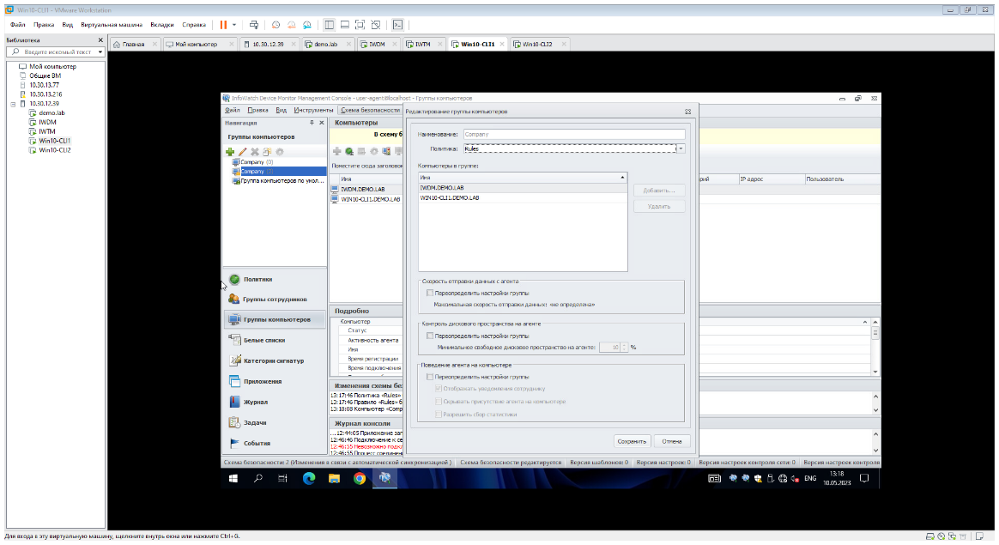 Win10-CLI1 - VMware Workstation
Файл Правка Вид Виртуальная машина Вкладки Справка
Библиотека
Введите искомый текст
Мой компьютер
Общие ВМ
10.30.13.77
10.30.13.216
10.30.12.39
demo.lab
IWDM
IWTM
Win10-CLI1
Win10-CLI2
Главная Мой компьютер 10.30.12.39 demo.lab IWDM IWTM Win10-CLI1 Win10-CLI2
InfoWatch Device Monitor Management Console - user-agent@localhost - Группы компьютеров
Файл Правка Вид Инструменты Схема безопасности
Навигация
Группы компьютеров
Company (0)
Company (2)
Группа компьютеров по умол...
Политики
Группы сотрудников
Группы компьютеров
Белые списки
Категории сигнатур
Приложения
Журнал
Задачи
События
Компьютеры
В схему б
Поместите сюда заголовок
Имя
IWDM.DEMO.LAB
WIN10-CLI1.DEMO.LAB
рий IP адрес Пользователь
Подробно
Компьютер
Статус
Активность агента
Имя
Время регистрации
Время подключения
Изменения схемы без
13:17:46 Политика «Rules»
13:17:46 Правило «Rules» б
13:18:08 Компьютер «Comp
Журнал консоли
...12:44:05 Приложение зап
12:46:46 Подключение к се
12:46:55 Невозможно подкл
12:46:55 Процесс соединен
Редактирование группы компьютеров
Наименование: Company
Политика: Rules
Компьютеры в группе:
Имя
IWDM.DEMO.LAB
WIN10-CLI1.DEMO.LAB
Добавить...
Удалить
Скорость отправки данных с агента
Переопределить настройки группы
Максимальная скорость отправки данных: «не определена»
Контроль дискового пространства на агенте
Переопределить настройки группы
Минимальное свободное дисковое пространство на агенте: 10 %
Поведение агента на компьютере
Переопределить настройки группы
Отображать уведомления сотруднику
Скрывать присутствие агента на компьютере
Разрешить сбор статистики
Сохранить Отмена
Схема безопасности: 2 (Изменения в связи с автоматической синхронизацией ) Схема безопасности редактируется Версия шаблонов: 0 Версия настроек: 0 Версия настроек контроля сети: 0 Версия настроек контроля
ENG 13:18
10.05.2023
Для входа в эту виртуальную машину, щелкните внутрь окна или нажмите Ctrl+G.